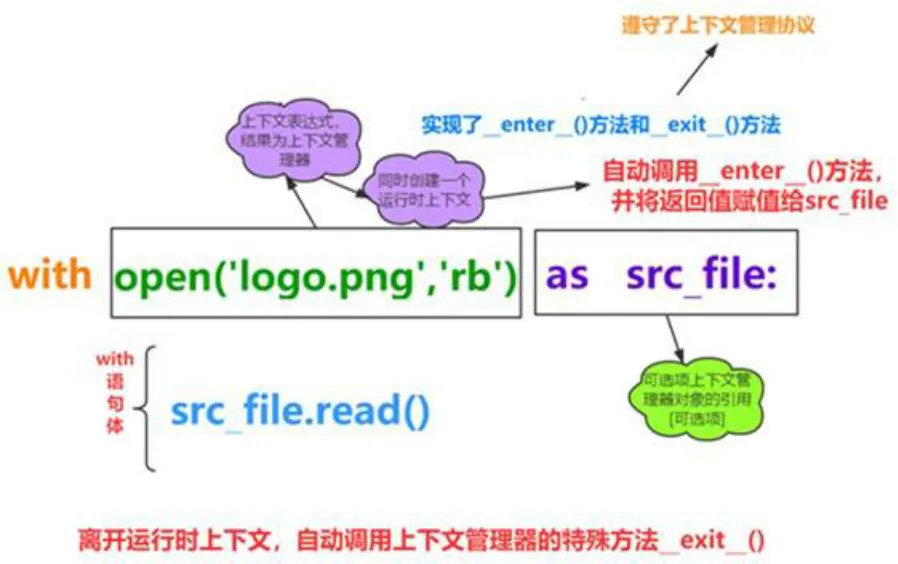 遵守了上下文管理协议
实现了__enter__()方法和__exit__()方法
上下文表达式,
结果为上下文管
理器
同时创建一个
运行时上下文
自动调用__enter__()方法,
并将返回值赋值给src_file
with open('logo.png','rb') as src_file:
with
语
句
体
src_file.read()
可选项上下文管
理器对象的引用
[可选项]
离开运行时上下文，自动调用上下文管理器的特殊方法__exit__()